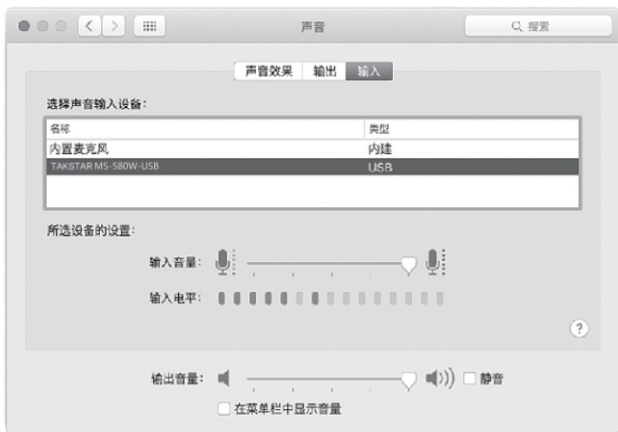 声音
搜索
声音效果 输出 输入
选择声音输入设备:
名称 类型
内置麦克风 内建
TAKSTAR MS-580W-USB USB
所选设备的设置:
输入音量:
输入电平:
?
输出音量: 静音
在菜单栏中显示音量